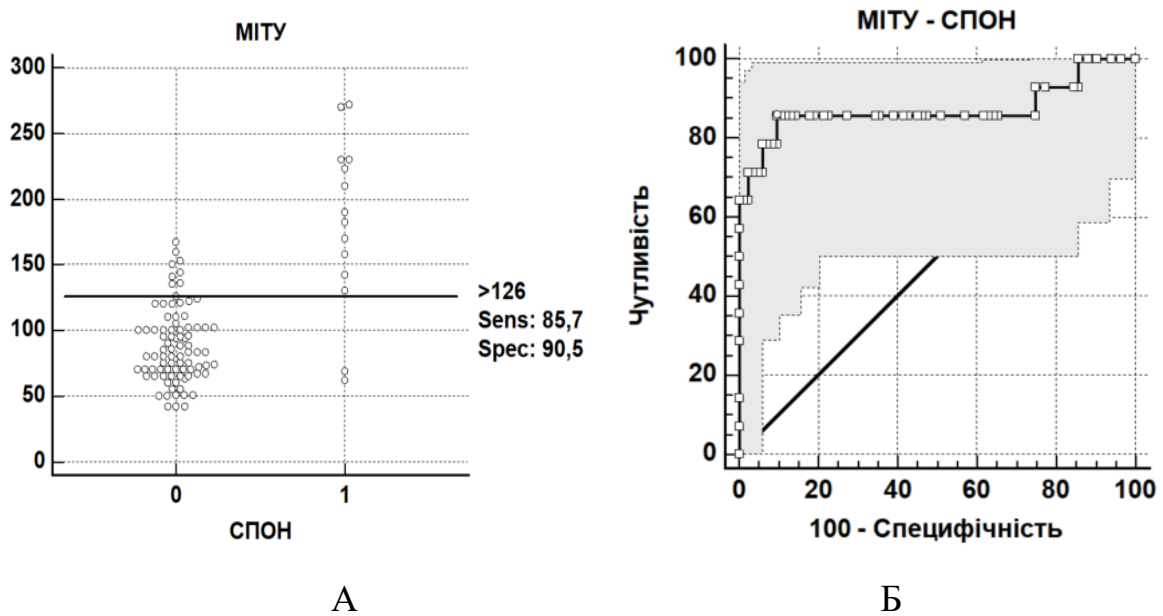 МІТУ
300
250
200
150
100
50
0
0 1
СПОН
>126
Sens: 85,7
Spec: 90,5
А
МІТУ - СПОН
Чутливість
100
80
60
40
20
0
0 20 40 60 80 100
100 - Специфічність
Б